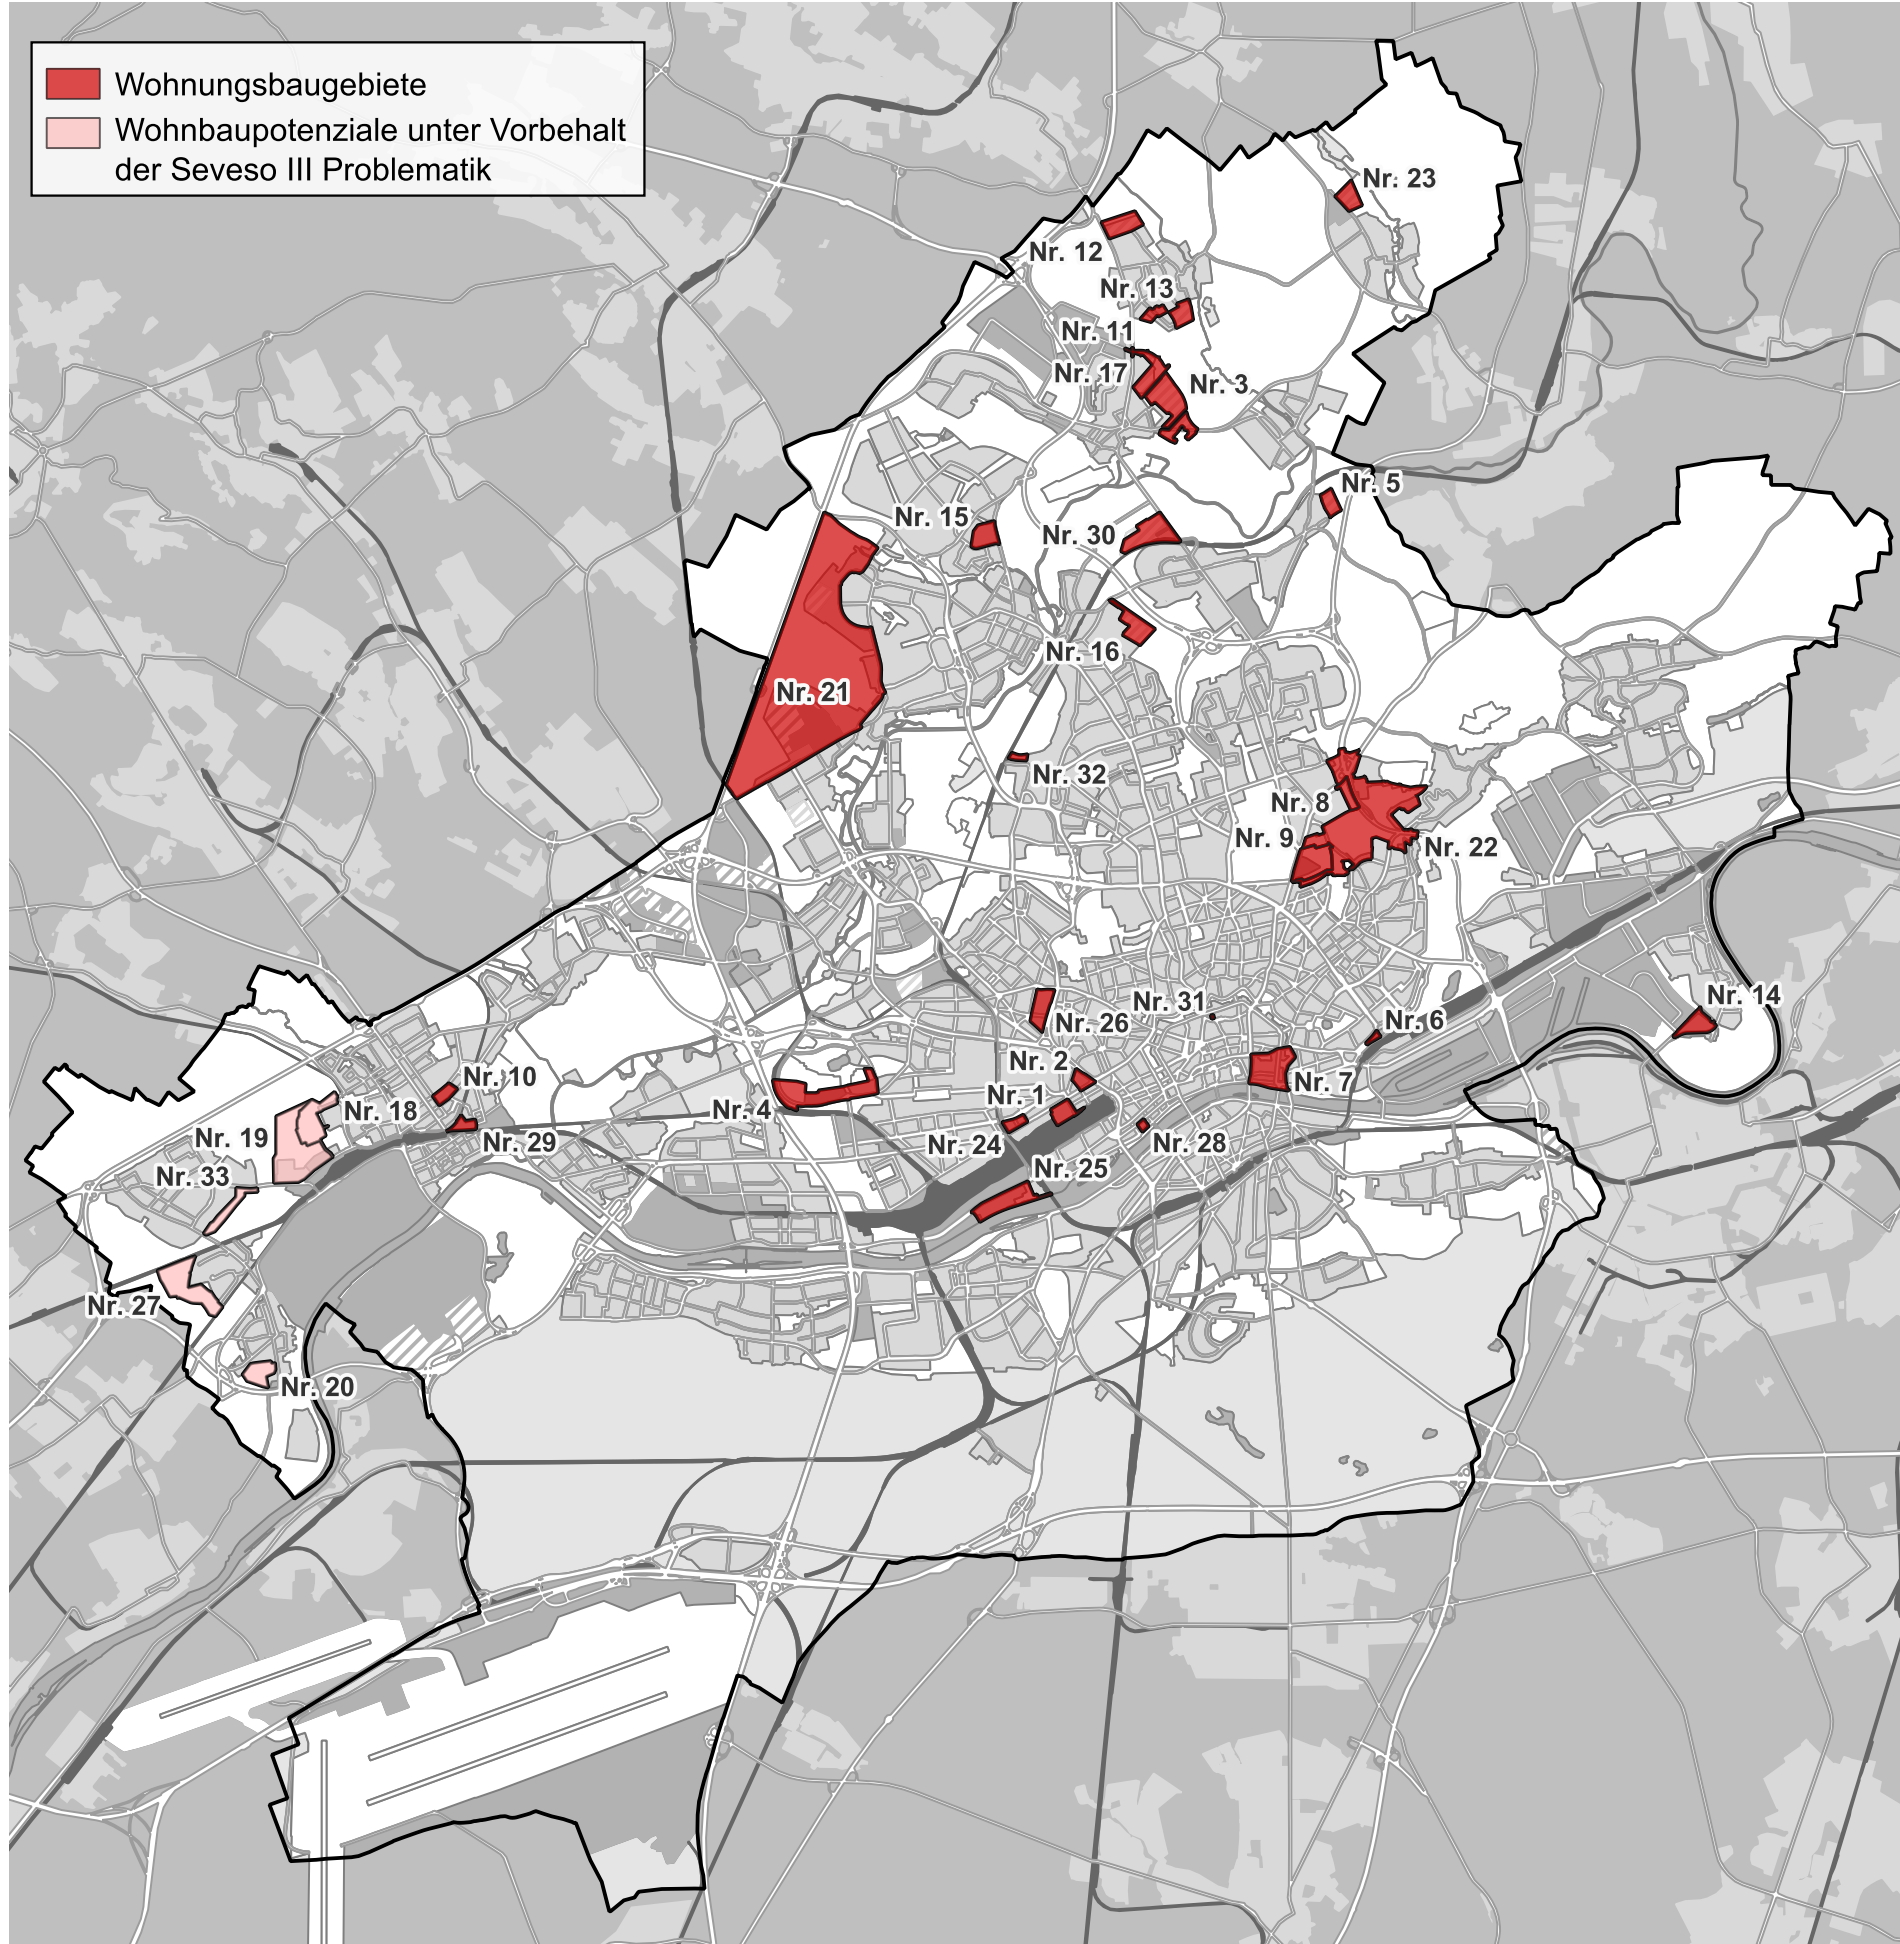 Wohnungsbaugebiete
Wohnbaupotenziale unter Vorbehalt
der Seveso III Problematik
Nr. 23
Nr. 12
Nr. 13
Nr. 11
Nr. 17
Nr. 3
Nr. 5
Nr. 15
Nr. 30
Nr. 16
Nr. 21
Nr. 32
Nr. 8
Nr. 9
Nr. 22
Nr. 14
Nr. 31
Nr. 26
Nr. 6
Nr. 2
Nr. 10
Nr. 7
Nr. 1
Nr. 4
Nr. 18
Nr. 19
Nr. 29
Nr. 24
Nr. 28
Nr. 25
Nr. 33
Nr. 27
Nr. 20